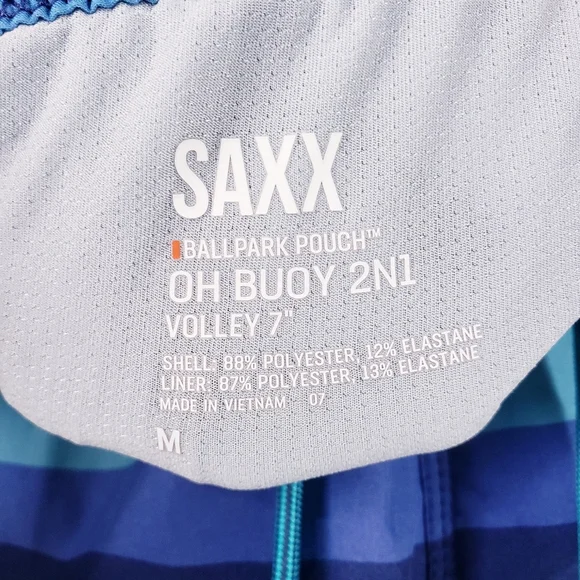 SAXX
BALLPARK POUCH™
OH BUOY 2N1
VOLLEY 7"
SHELL: 88% POLYESTER, 12% ELASTANE
LINER: 87% POLYESTER, 13% ELASTANE
MADE IN VIETNAM 07
M